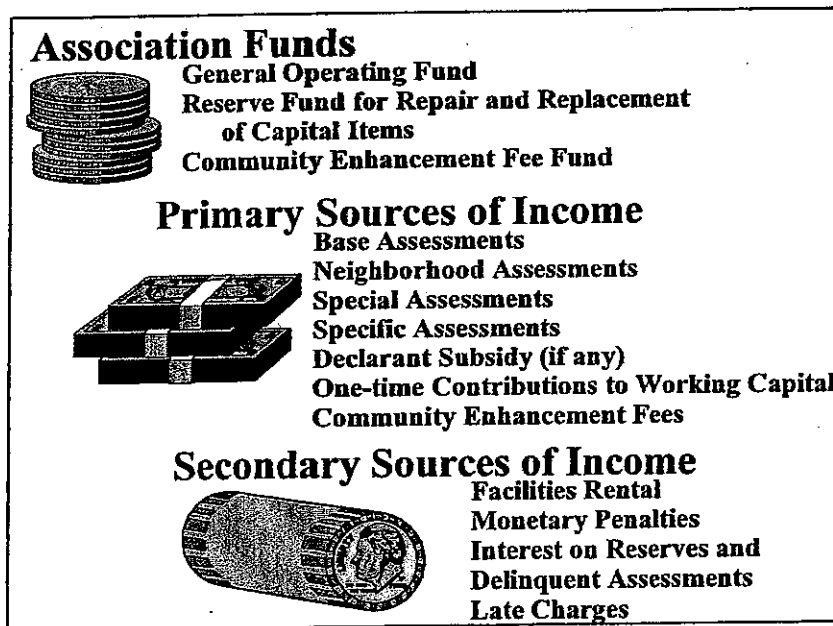 Association Funds
General Operating Fund
Reserve Fund for Repair and Replacement
of Capital Items
Community Enhancement Fee Fund
Primary Sources of Income
Base Assessments
Neighborhood Assessments
Special Assessments
Specific Assessments
Declarant Subsidy (if any)
One-time Contributions to Working Capital
Community Enhancement Fees
Secondary Sources of Income
Facilities Rental
Monetary Penalties
Interest on Reserves and
Delinquent Assessments
Late Charges